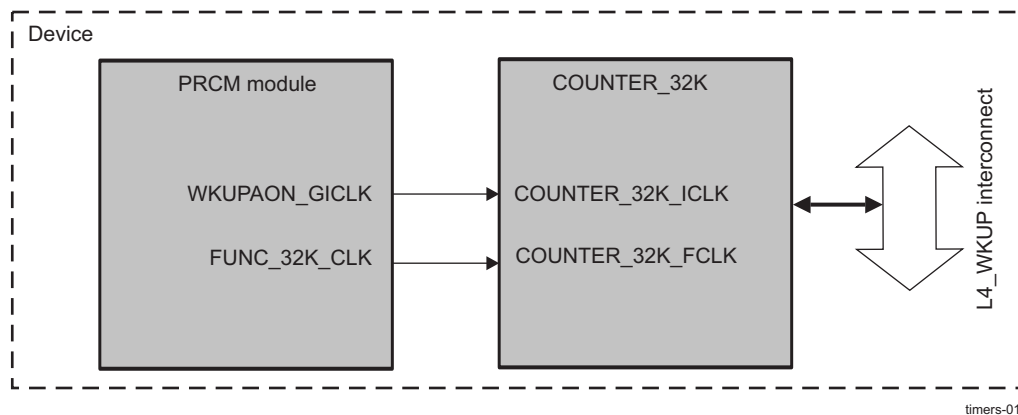 Device
PRCM module
COUNTER_32K
WKUPAON_GICLK
COUNTER_32K_ICLK
FUNC_32K_CLK
COUNTER_32K_FCLK
L4_WKUP interconnect
timers-01